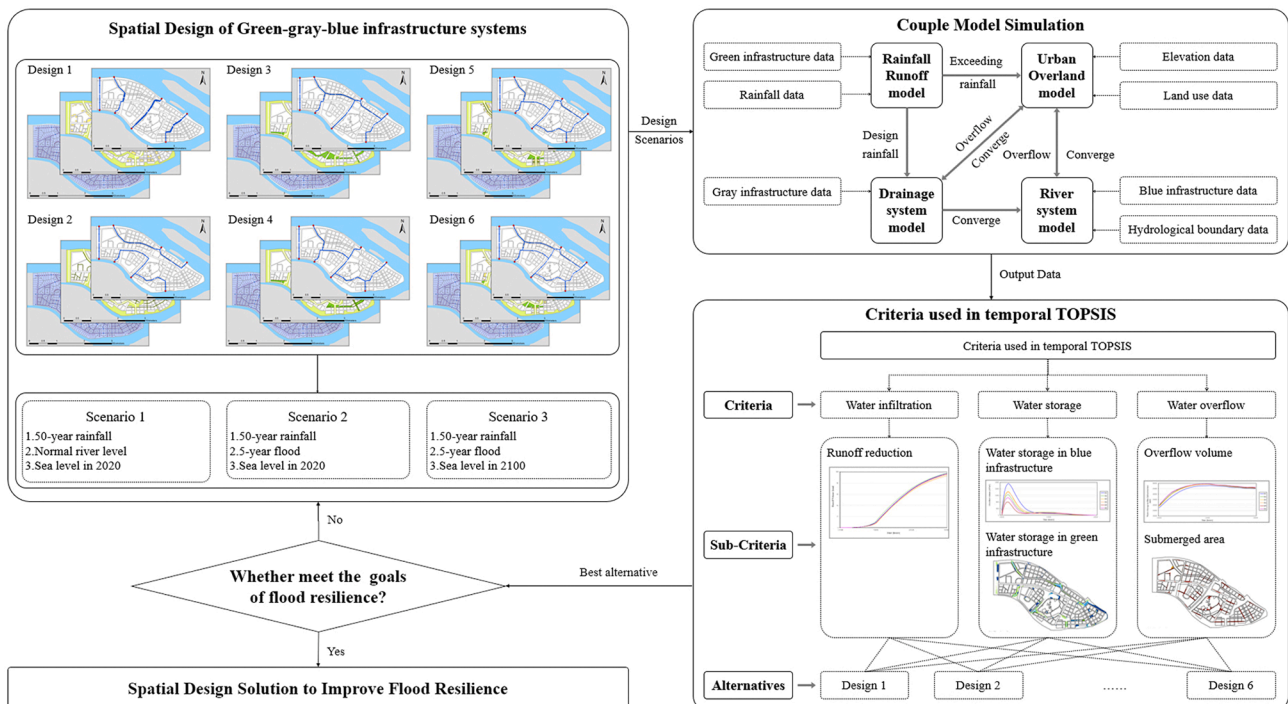 Spatial Design of Green-gray-blue infrastructure systems
Design 1
Design 3
Design 5
Design 2
Design 4
Design 6
N
N
N
N
N
N
Scenario 1
1.50-year rainfall
2.Normal river level
3.Sea level in 2020
Scenario 2
1.50-year rainfall
2.5-year flood
3.Sea level in 2020
Scenario 3
1.50-year rainfall
2.5-year flood
3.Sea level in 2100
No
Whether meet the goals
of flood resilience?
Yes
Spatial Design Solution to Improve Flood Resilience
Design
Scenarios
Couple Model Simulation
Green infrastructure data
Rainfall data
Gray infrastructure data
Rainfall
Runoff
model
Exceeding
rainfall
Urban
Overland
model
Elevation data
Land use data
Design
rainfall
Overflow
Converge
Overflow
Converge
Drainage
system
model
Converge
River
system
model
Blue infrastructure data
Hydrological boundary data
Output Data
Criteria used in temporal TOPSIS
Criteria used in temporal TOPSIS
Criteria
Water infiltration
Water storage
Water overflow
Sub-Criteria
Runoff reduction
Water storage in blue
infrastructure
Water storage in green
infrastructure
Overflow volume
Submerged area
Best alternative
Alternatives
Design 1
Design 2
......
Design 6